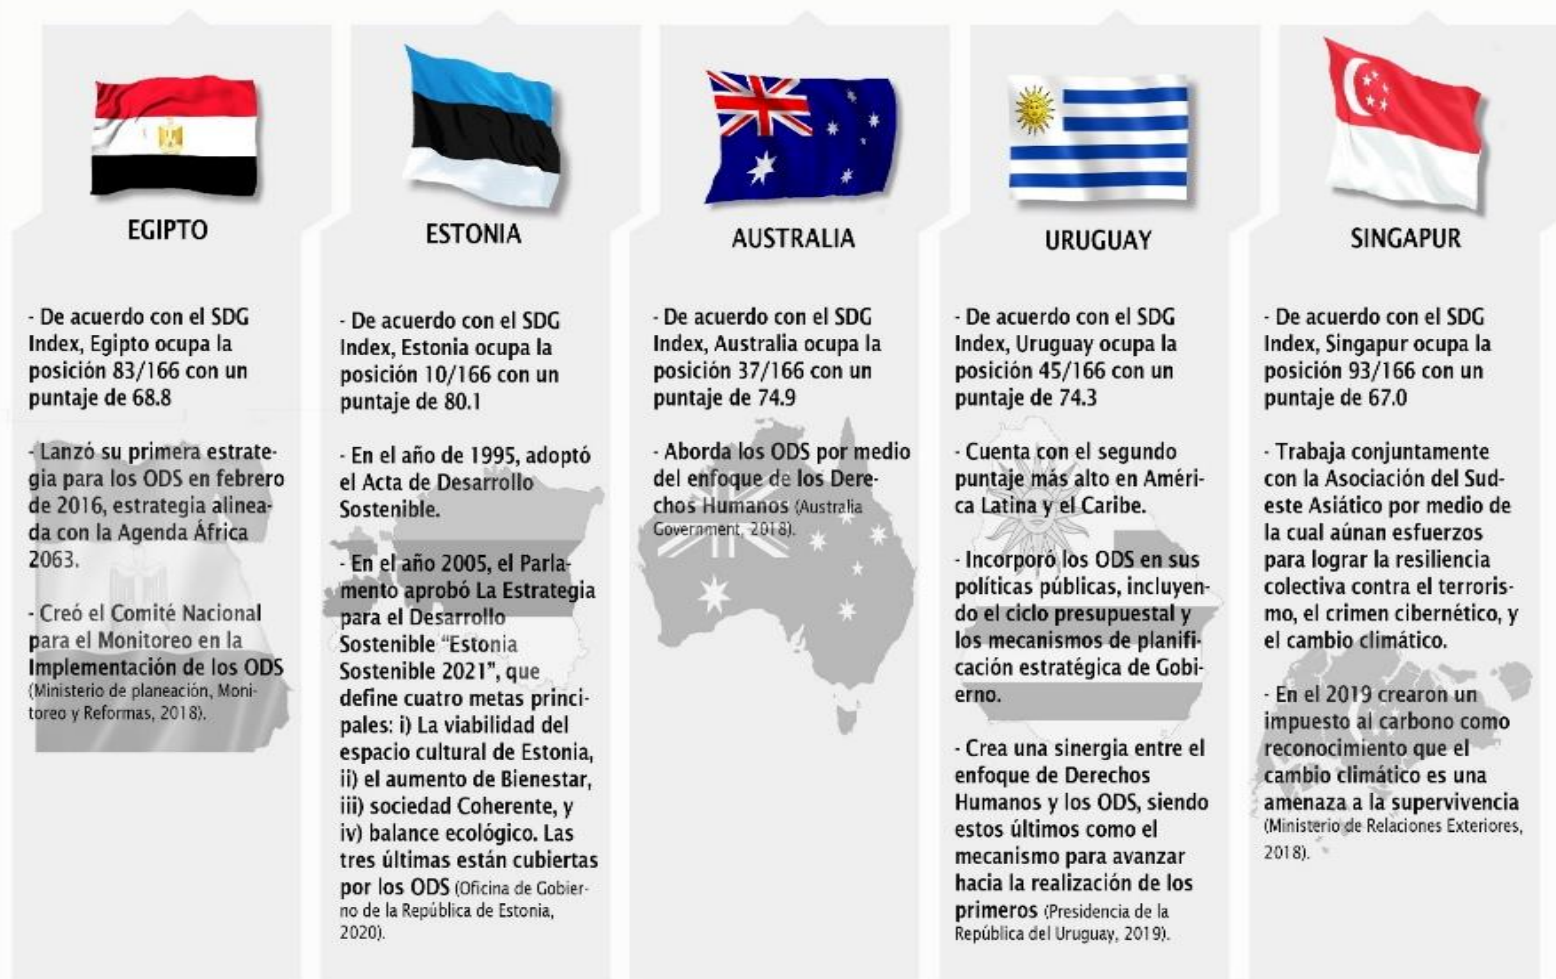 EGIPTO
- De acuerdo con el SDG
Index, Egipto ocupa la
posición 83/166 con un
puntaje de 68.8
- Lanzó su primera estrate-
gia para los ODS en febrero
de 2016, estrategia alinea-
da con la Agenda África
2063.
- Creó el Comité Nacional
para el Monitoreo en la
Implementación de los ODS
(Ministerio de planeación, Moni-
toreo y Reformas, 2018).
ESTONIA
- De acuerdo con el SDG
Index, Estonia ocupa la
posición 10/166 con un
puntaje de 80.1
- En el año de 1995, adoptó
el Acta de Desarrollo
Sostenible.
- En el año 2005, el Parla-
mento aprobó La Estrategia
para el Desarrollo
Sostenible “Estonia
Sostenible 2021”, que
define cuatro metas princi-
pales: i) La viabilidad del
espacio cultural de Estonia,
ii) el aumento de Bienestar,
iii) sociedad Coherente, y
iv) balance ecológico. Las
tres últimas están cubiertas
por los ODS (Oficina de Gobier-
no de la República de Estonia,
2020).
AUSTRALIA
- De acuerdo con el SDG
Index, Australia ocupa la
posición 37/166 con un
puntaje de 74.9
- Aborda los ODS por medio
del enfoque de los Dere-
chos Humanos (Australia
Government, 2018).
URUGUAY
- De acuerdo con el SDG
Index, Uruguay ocupa la
posición 45/166 con un
puntaje de 74.3
- Cuenta con el segundo
puntaje más alto en Améri-
ca Latina y el Caribe.
- Incorporó los ODS en sus
políticas públicas, incluyen-
do el ciclo presupuestal y
los mecanismos de planifi-
cación estratégica de Gobi-
erno.
- Crea una sinergia entre el
enfoque de Derechos
Humanos y los ODS, siendo
estos últimos como el
mecanismo para avanzar
hacia la realización de los
primeros (Presidencia de la
República del Uruguay, 2019).
SINGAPUR
- De acuerdo con el SDG
Index, Singapur ocupa la
posición 93/166 con un
puntaje de 67.0
- Trabaja conjuntamente
con la Asociación del Sud-
este Asiático por medio de
la cual aúnan esfuerzos
para lograr la resiliencia
colectiva contra el terroris-
mo, el crimen cibernético, y
el cambio climático.
- En el 2019 crearon un
impuesto al carbono como
reconocimiento que el
cambio climático es una
amenaza a la supervivencia
(Ministerio de Relaciones Exteriores,
2018).